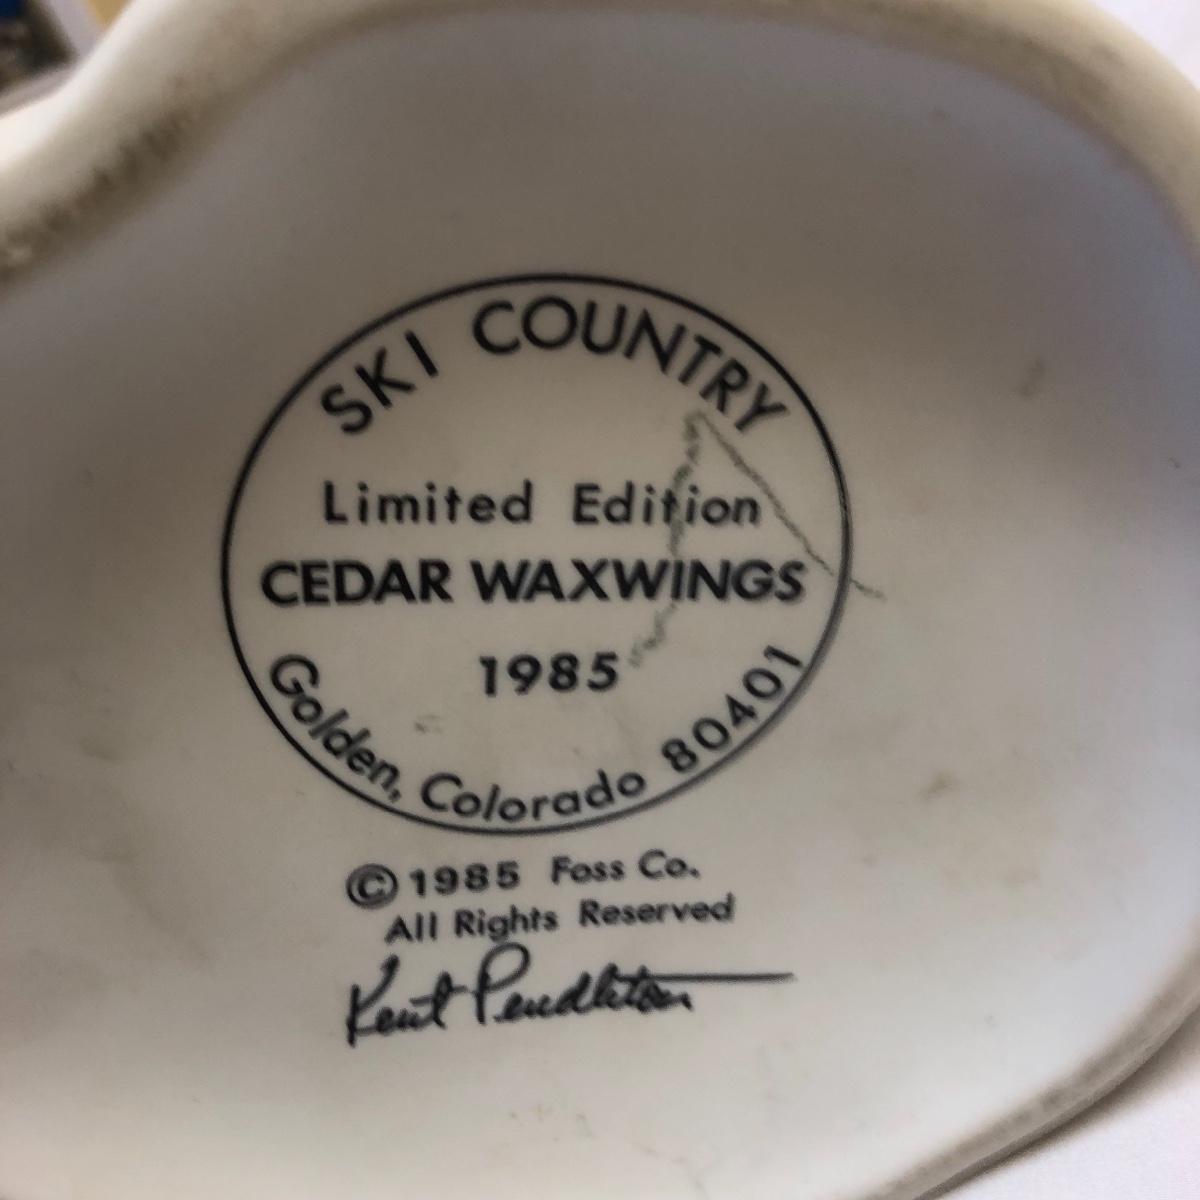 SKI COUNTRY
Limited Edition
CEDAR WAXWINGS
1985
Golden, Colorado 80401
©1985 Foss Co.
All Rights Reserved
Kent Pendleton